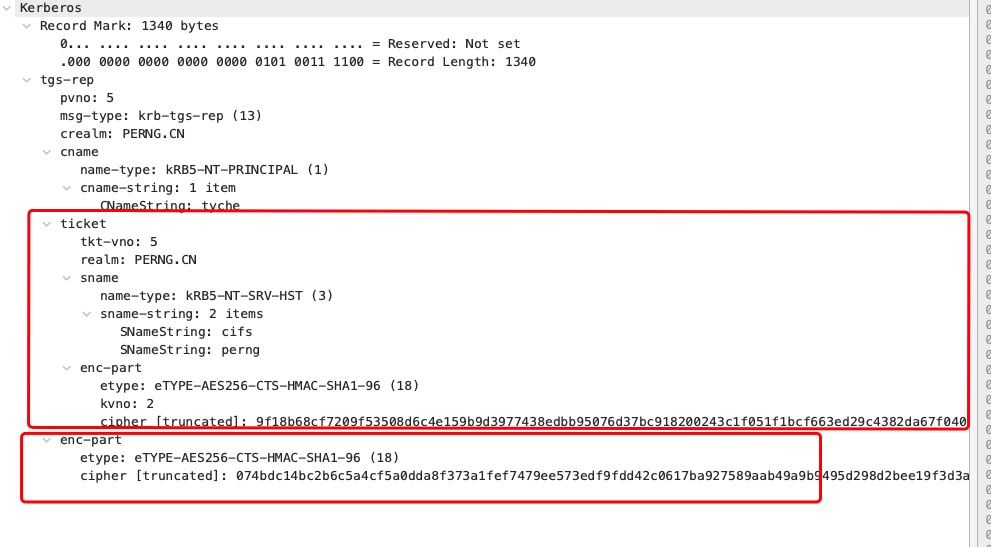 Kerberos
Record Mark: 1340 bytes
0... .... .... .... .... .... .... .... = Reserved: Not set
.000 0000 0000 0000 0000 0101 0011 1100 = Record Length: 1340
tgs-rep
pvno: 5
msg-type: krb-tgs-rep (13)
crealm: PERNG.CN
cname
name-type: kRB5-NT-PRINCIPAL (1)
cname-string: 1 item
CNameString: tyche
ticket
tkt-vno: 5
realm: PERNG.CN
sname
name-type: kRB5-NT-SRV-HST (3)
sname-string: 2 items
SNameString: cifs
SNameString: perng
enc-part
etype: eTYPE-AES256-CTS-HMAC-SHA1-96 (18)
kvno: 2
cipher [truncated]: 9f18b68cf7209f53508d6c4e159b9d3977438edbb95076d37bc918200243c1f051f1bcf663ed29c4382da67f040
enc-part
etype: eTYPE-AES256-CTS-HMAC-SHA1-96 (18)
cipher [truncated]: 074bdc14bc2b6c5a4cf5a0dda8f373a1fef7479ee573edf9fdd42c0617ba927589aab49a9b9495d298d2bee19f3d3a